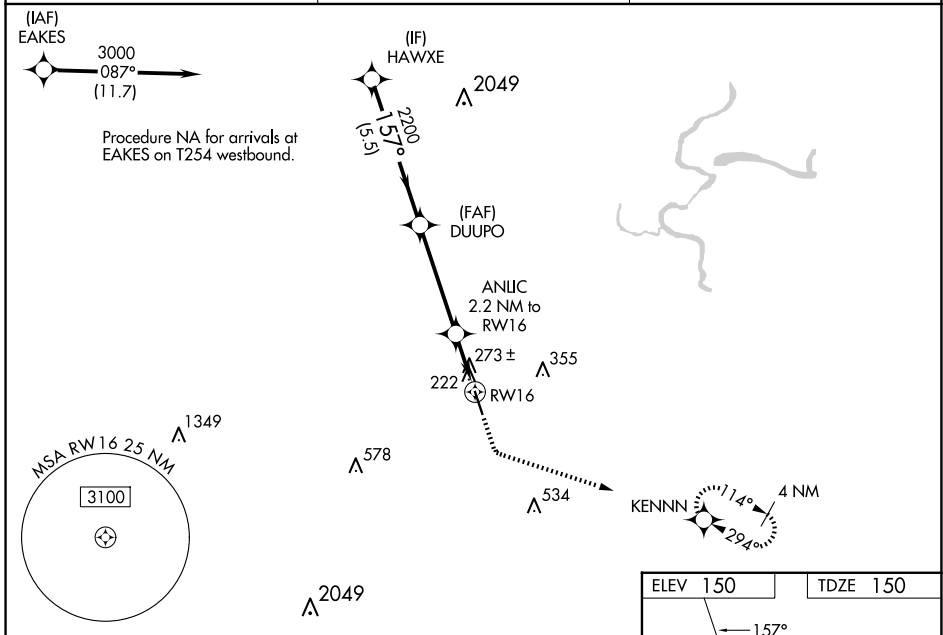 (IAF)
EAKES
3000
087°
(11.7)
Procedure NA for arrivals at
EAKES on T254 westbound.
(IF)
HAWXE
2049
2200
157°
(5.5)
(FAF)
DUUPO
ANLIC
2.2 NM to
RW16
273 ±
355
222
RW16
1349
MSA RW16 25 NM
3100
578
534
KENNN
114°
4 NM
294°
2049
ELEV 150
TDZE 150
157°